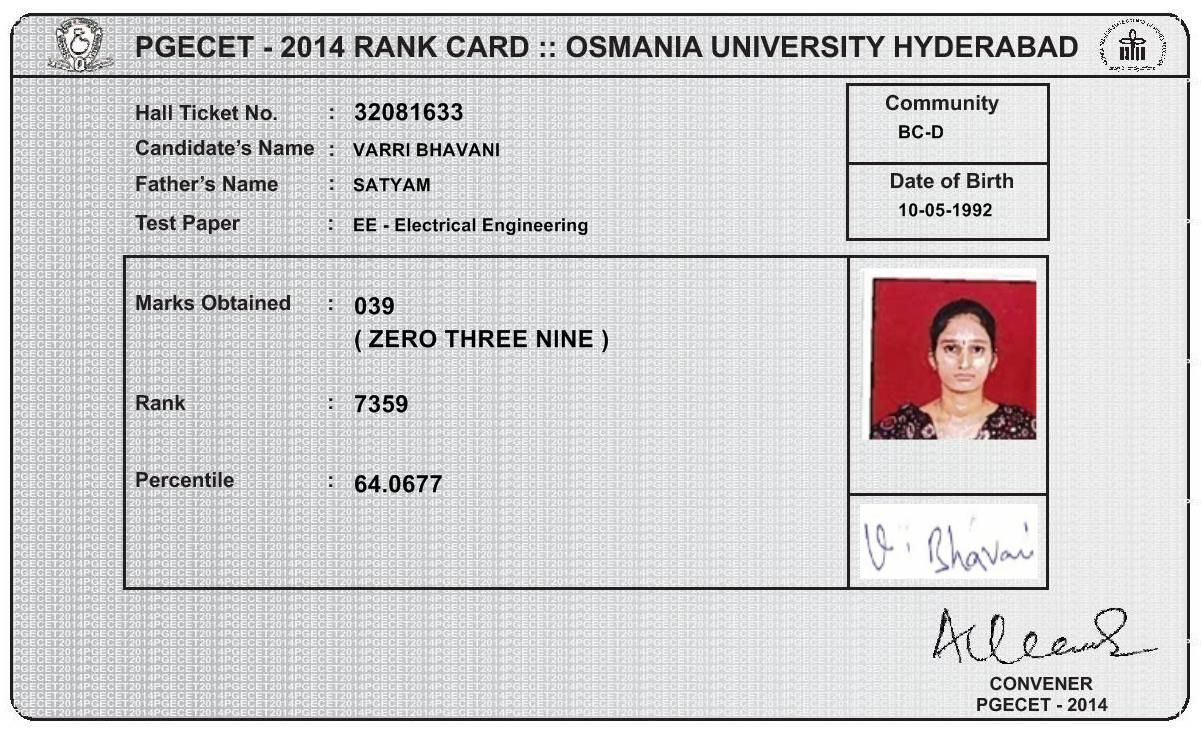 PGECET - 2014 RANK CARD :: OSMANIA UNIVERSITY HYDERABAD
Hall Ticket No. : 32081633
Candidate's Name : VARRI BHAVANI
Father's Name : SATYAM
Test Paper : EE - Electrical Engineering
Community
BC-D
Date of Birth
10-05-1992
Marks Obtained : 039
( ZERO THREE NINE )
Rank : 7359
Percentile : 64.0677
V. Bhavani
CONVENER
PGECET - 2014